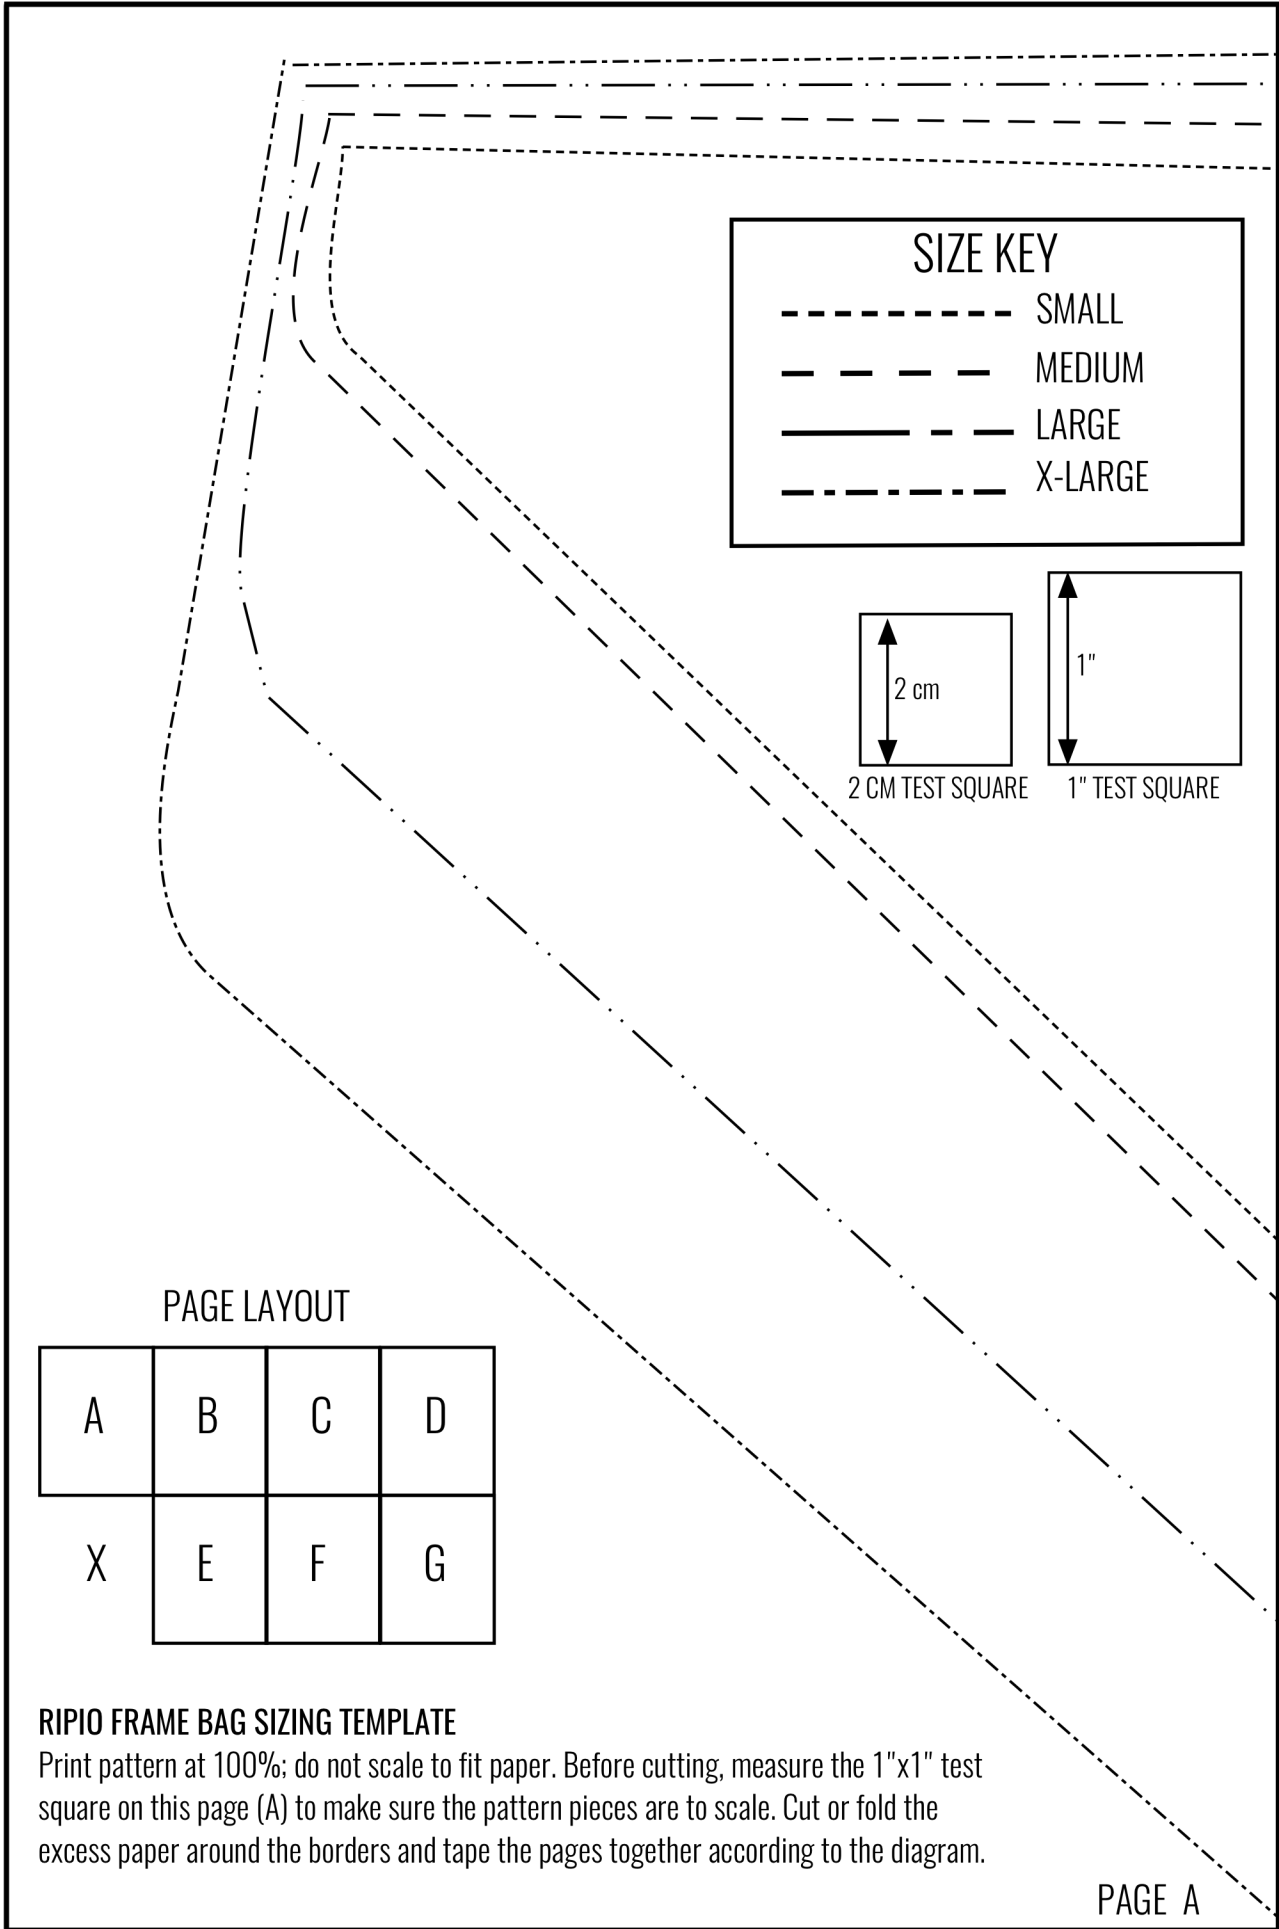 SIZE KEY
SMALL
MEDIUM
LARGE
X-LARGE
2 cm
1"
2 CM TEST SQUARE
1" TEST SQUARE
PAGE LAYOUT
A B C D
X E F G
RIPIO FRAME BAG SIZING TEMPLATE
Print pattern at 100%; do not scale to fit paper. Before cutting, measure the 1"x1" test
square on this page (A) to make sure the pattern pieces are to scale. Cut or fold the
excess paper around the borders and tape the pages together according to the diagram.
PAGE A